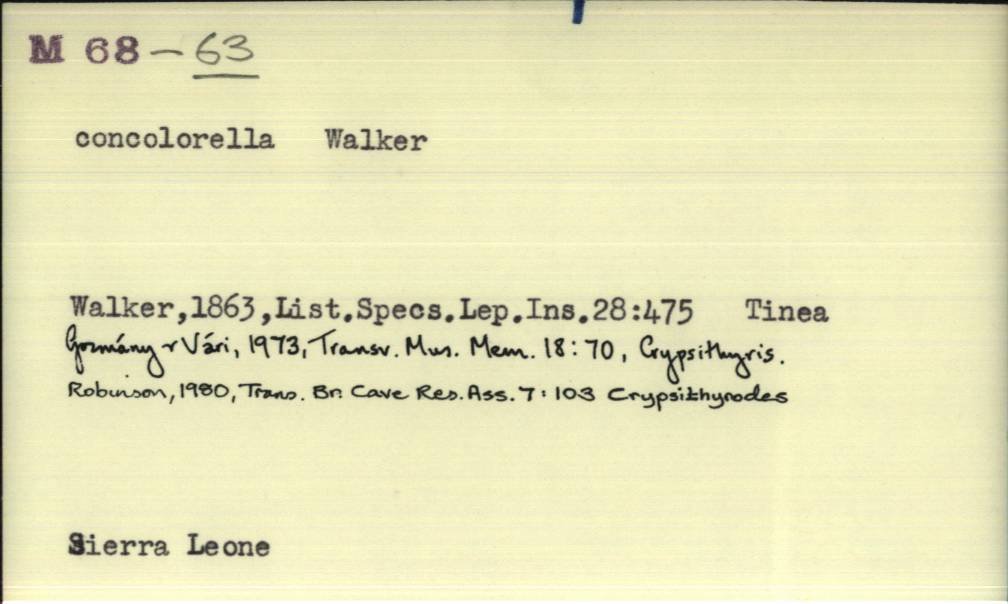 M 68 - 63
concolorella Walker
Walker,1863,List.Specs.Lep.Ins.28:475 Tinea
Gozmány & Vári, 1973, Transv. Mus. Mem. 18:70, Crypsithyris.
Robinson, 1980, Trans. Br. Cave Res. Ass. 7:103 Crypsithyrodes
Sierra Leone